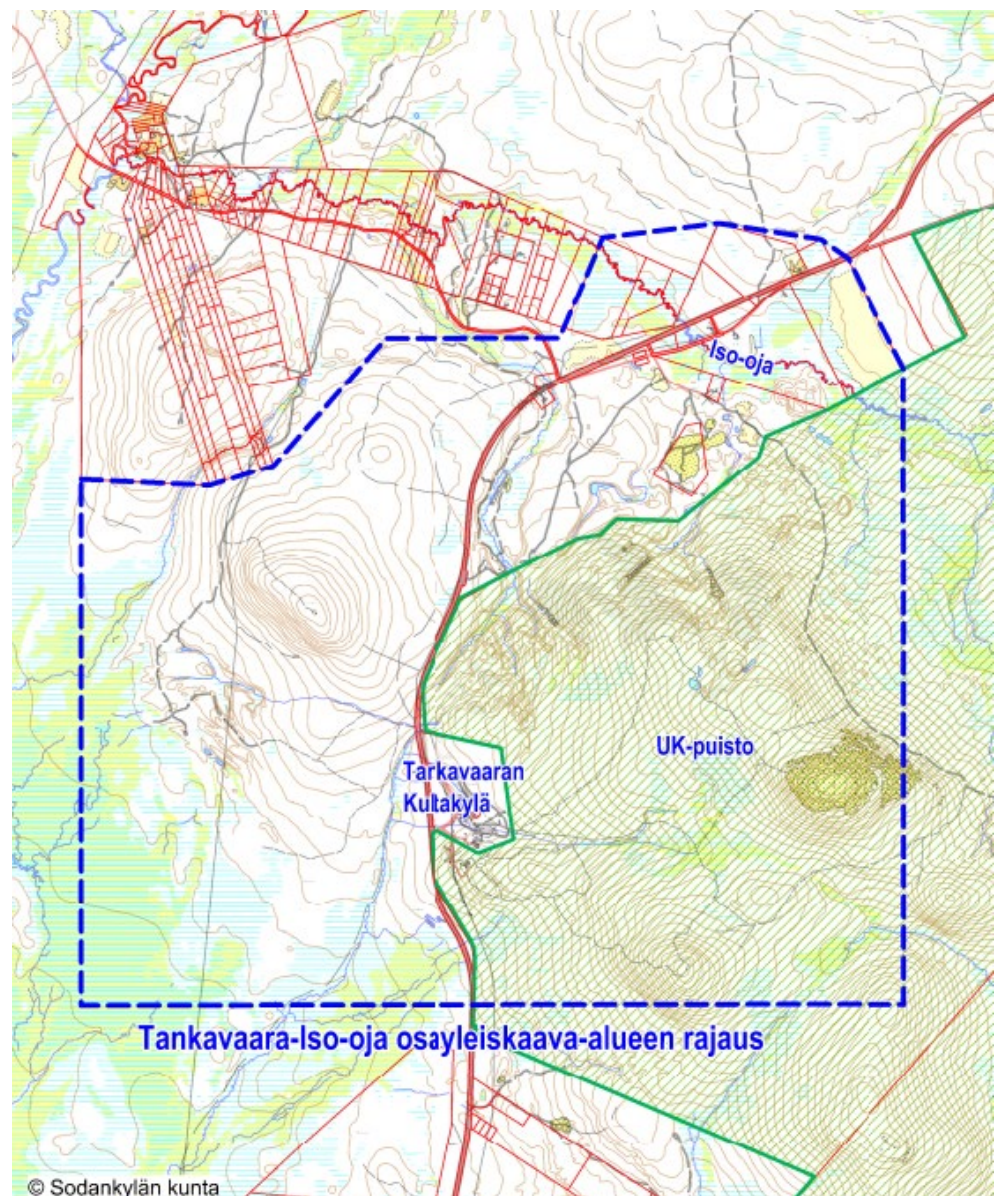 Iso-oja
UK-puisto
Tarkavaaran
Kultakylä
Tankavaara-Iso-oja osayleiskaava-alueen rajaus
© Sodankylän kunta